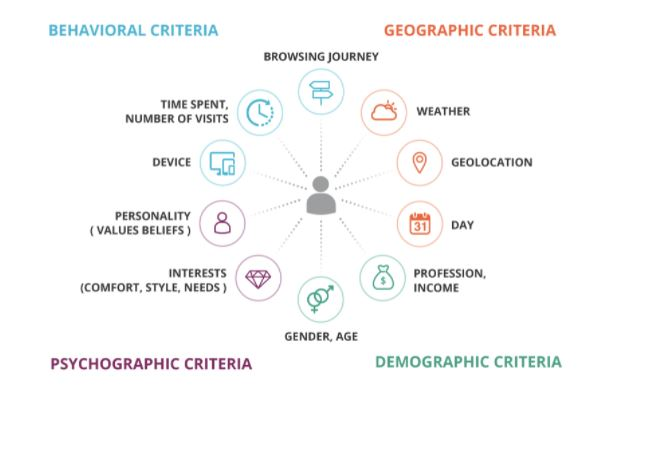 BEHAVIORAL CRITERIA
GEOGRAPHIC CRITERIA
BROWSING JOURNEY
TIME SPENT,
NUMBER OF VISITS
WEATHER
DEVICE
GEOLOCATION
PERSONALITY
( VALUES BELIEFS )
31
DAY
INTERESTS
(COMFORT, STYLE, NEEDS )
$
PROFESSION,
INCOME
GENDER, AGE
PSYCHOGRAPHIC CRITERIA
DEMOGRAPHIC CRITERIA